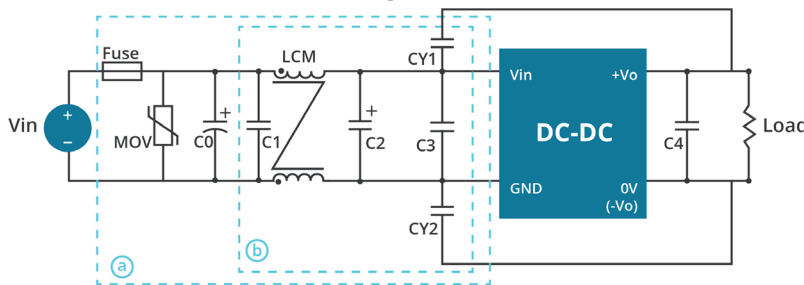 Fuse
LCM
CY1
Vin
+Vo
+
+
+
Vin
MOV
C0
C1
C2
C3
DC-DC
C4
Load
−
GND
0V
(-Vo)
CY2
a
b